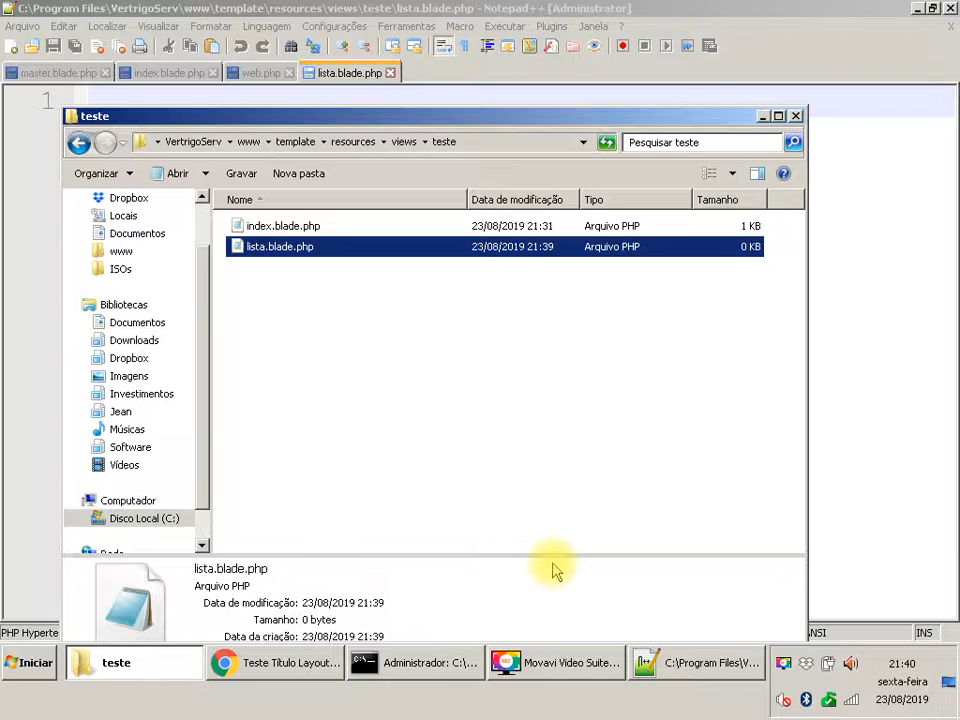 C:\Program Files\VertrigoServ\www\template\resources\views\teste\lista.blade.php - Notepad++ [Administrator]
Arquivo Editar Localizar Visualizar Formatar Linguagem Configurações Ferramentas Macro Executar Plugins Janela ? X
master.blade.php index.blade.php web.php lista.blade.php
1
teste
VertrigoServ www template resources views teste
Pesquisar teste
Organizar Abrir Gravar Nova pasta
Nome Data de modificação Tipo Tamanho
index.blade.php 23/08/2019 21:31 Arquivo PHP 1 KB
lista.blade.php 23/08/2019 21:39 Arquivo PHP 0 KB
Dropbox
Locais
Documentos
www
ISOs
Bibliotecas
Documentos
Downloads
Dropbox
Imagens
Investimentos
Jean
Músicas
Software
Vídeos
Computador
Disco Local (C:)
lista.blade.php
Arquivo PHP
Data de modificação: 23/08/2019 21:39
Tamanho: 0 bytes
Data da criação: 23/08/2019 21:39
PHP Hyperte
ANSI INS
Iniciar teste Teste Título Layout... Administrador: C:\... Movavi Video Suite... C:\Program Files\V...
21:40
sexta-feira
23/08/2019